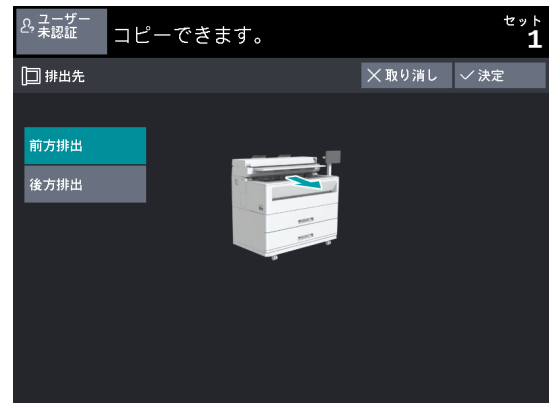 ユーザー
未認証
コピーできます。
セット
1
排出先
取り消し
決定
前方排出
後方排出